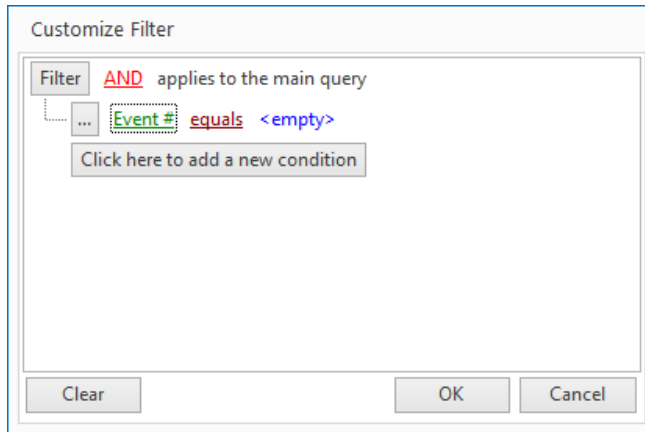 Customize Filter
Filter AND applies to the main query
... Event # equals <empty>
Click here to add a new condition
Clear OK Cancel